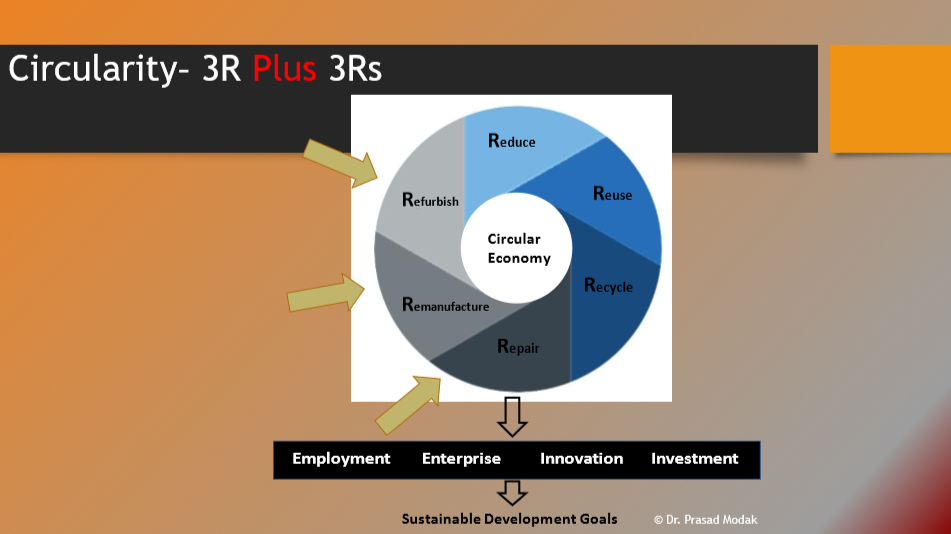 Circularity- 3R Plus 3Rs
Reduce
Reuse
Refurbish
Circular
Economy
Recycle
Remanufacture
Repair
Employment Enterprise Innovation Investment
Sustainable Development Goals
© Dr. Prasad Modak